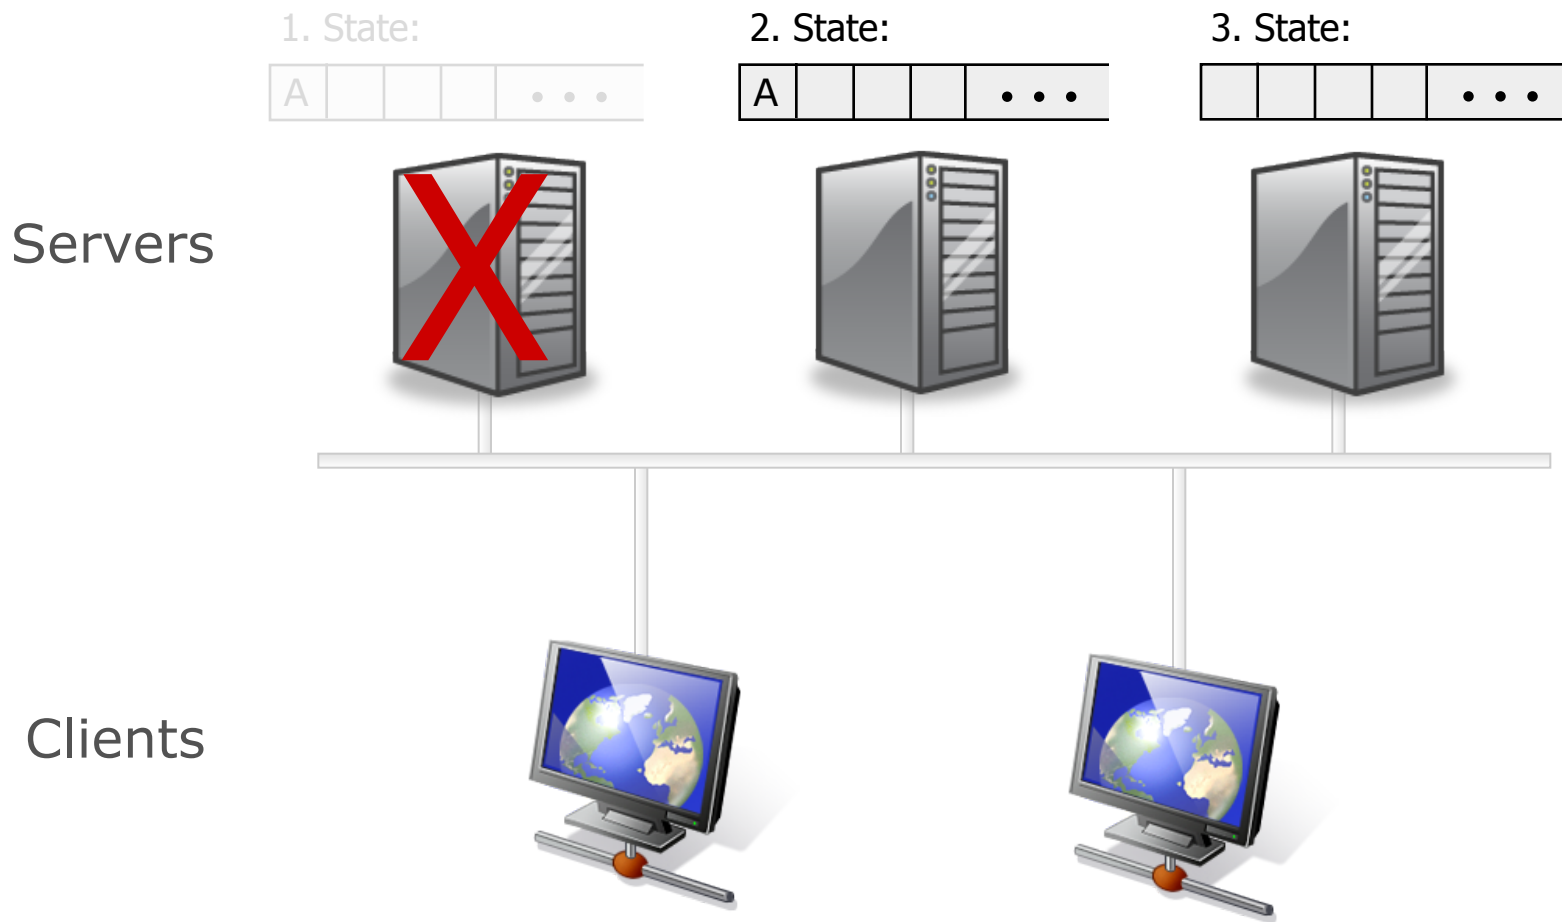 1. State:
2. State:
3. State:
A
• • •
A
• • •
• • •
Servers
X
Clients